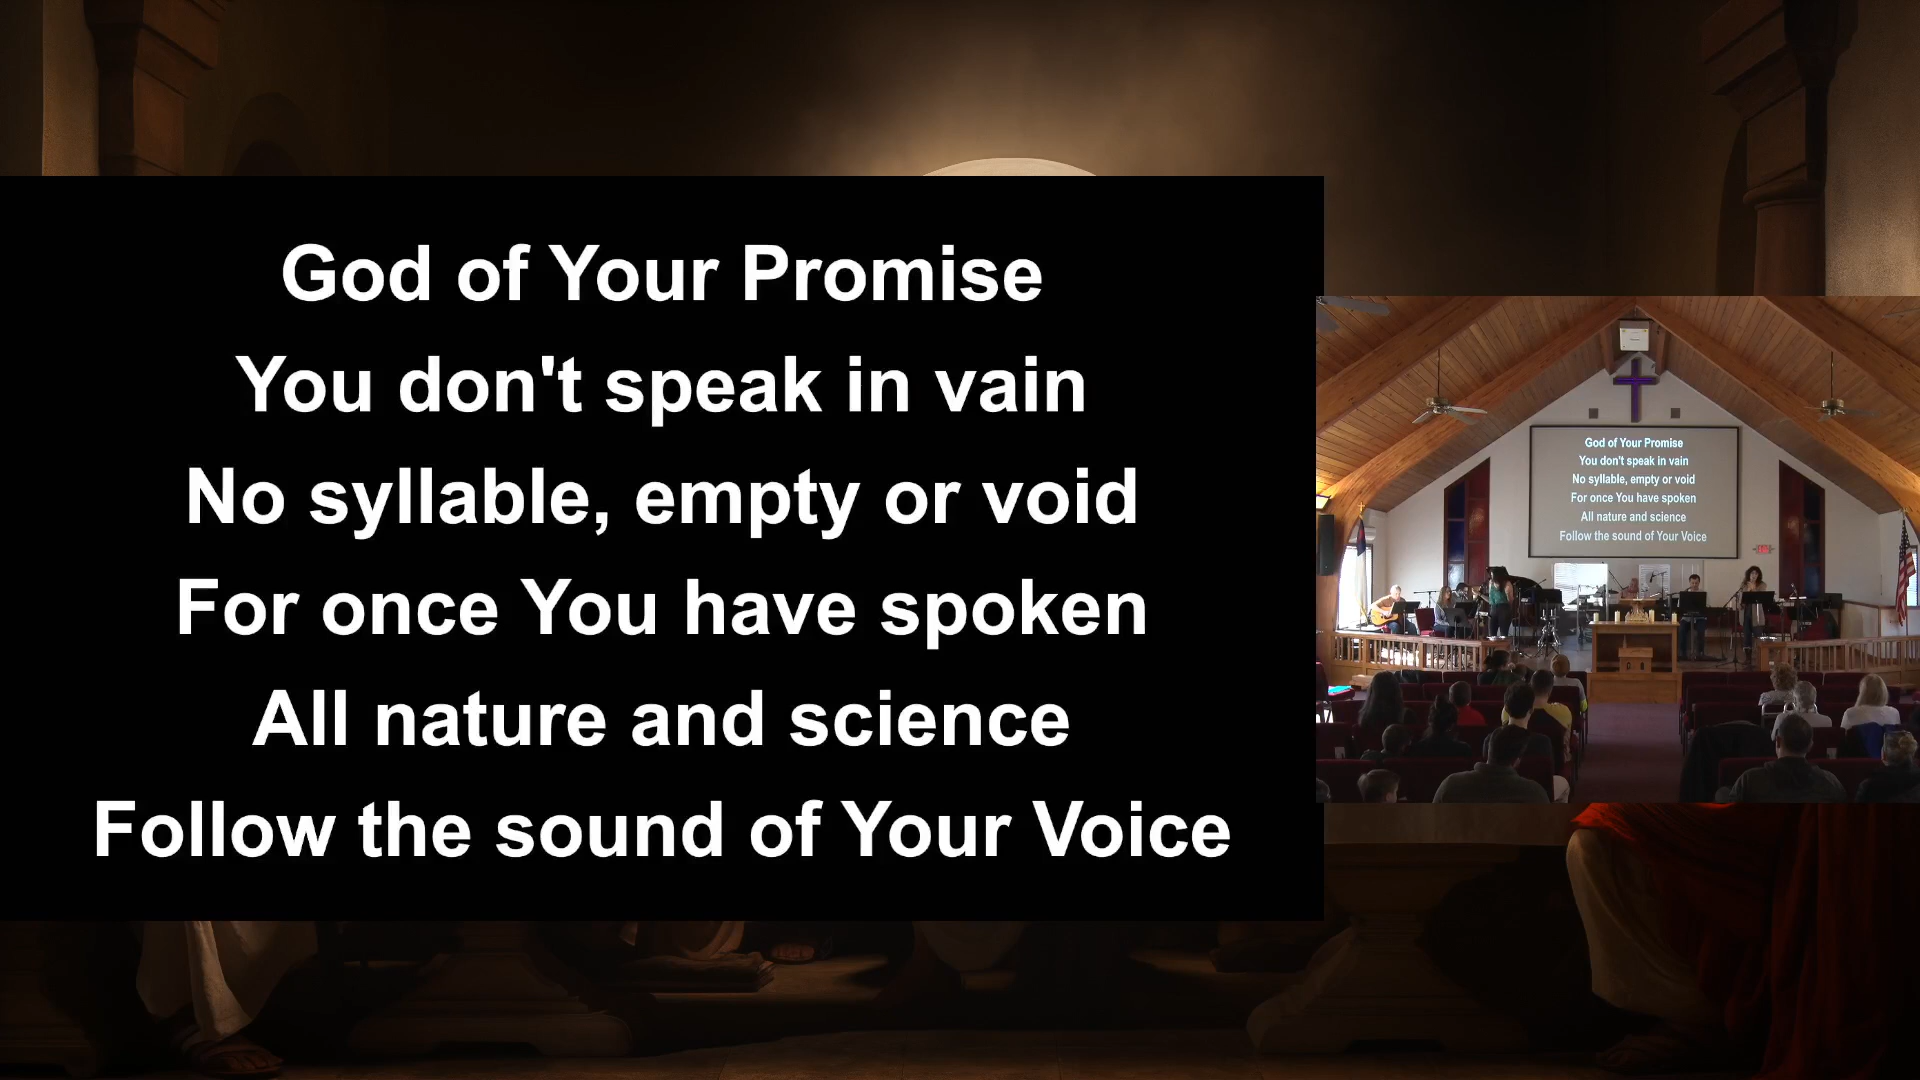 God of Your Promise
You don't speak in vain
No syllable, empty or void
For once You have spoken
All nature and science
Follow the sound of Your Voice
God of Your Promise
You don't speak in vain
No syllable, empty or void
For once You have spoken
All nature and science
Follow the sound of Your Voice